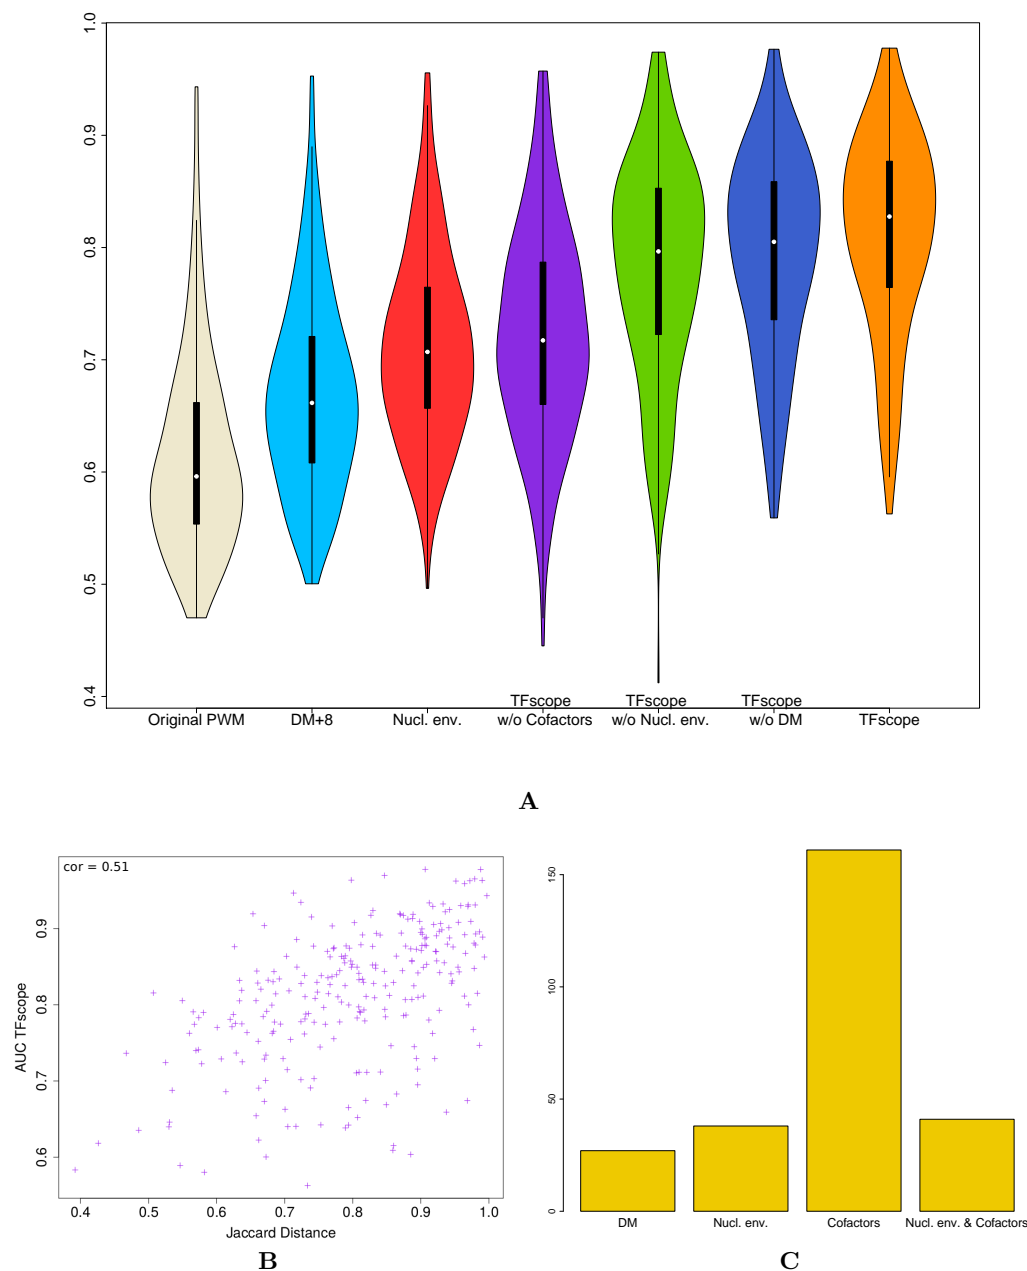 1.0
0.9
0.8
0.7
0.6
0.5
0.4
TFscope TFscope TFscope
Original PWM DM+8 Nucl. env. w/o Cofactors w/o Nucl. env. w/o DM TFscope
A
cor = 0.51
AUC TFscope
0.9
0.8
0.7
0.6
0.4 0.5 0.6 0.7 0.8 0.9 1.0
Jaccard Distance
B
150
100
50
0
DM Nucl. env. Cofactors Nucl. env. & Cofactors
C